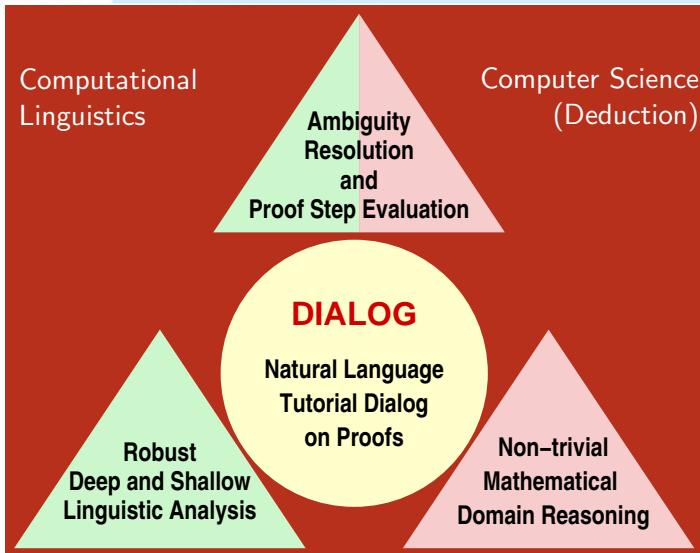 Computational
Linguistics
Computer Science
(Deduction)
Ambiguity
Resolution
and
Proof Step Evaluation
DIALOG
Natural Language
Tutorial Dialog
on Proofs
Robust
Deep and Shallow
Linguistic Analysis
Non–trivial
Mathematical
Domain Reasoning